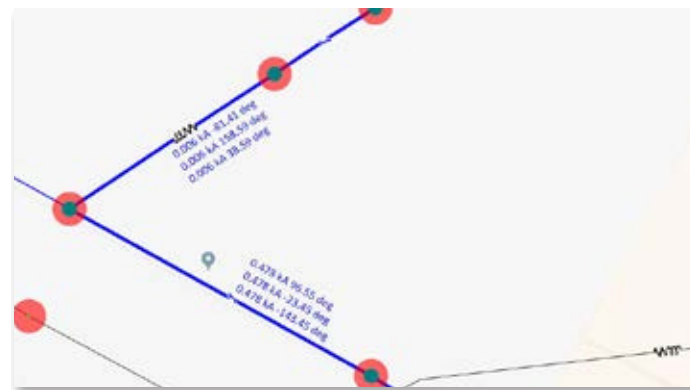 0.006 kA -81.41 deg
0.006 kA 158.59 deg
0.006 kA 38.59 deg
0.478 kA 96.55 deg
0.478 kA -23.45 deg
0.478 kA -143.45 deg